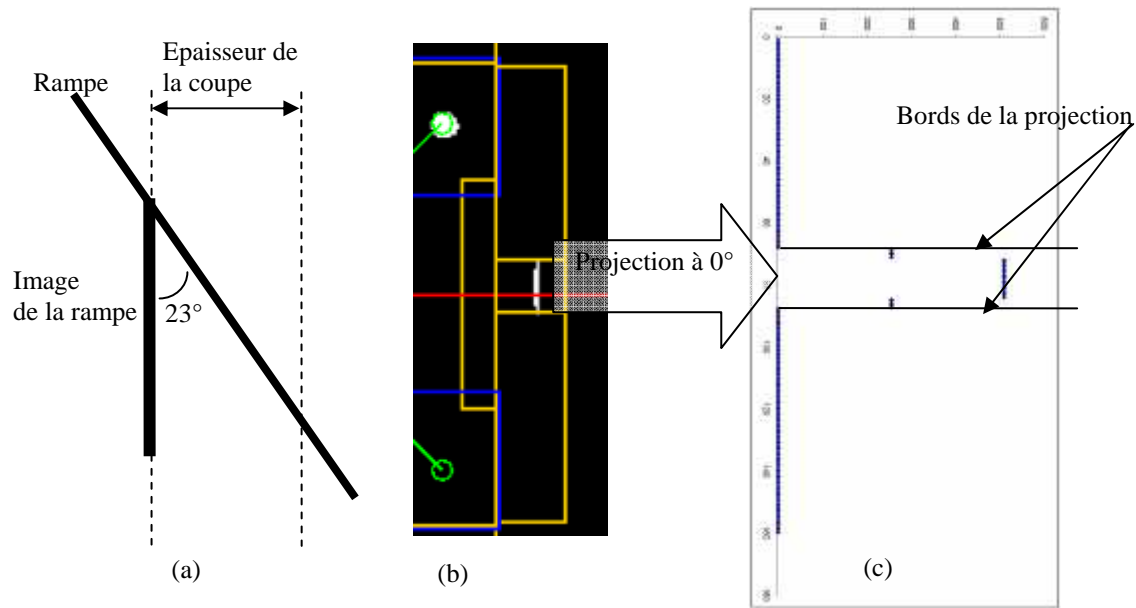 Epaisseur de
la coupe
Rampe
Image
de la rampe
23°
(a)
(b)
Projection à 0°
Bords de la projection
(c)